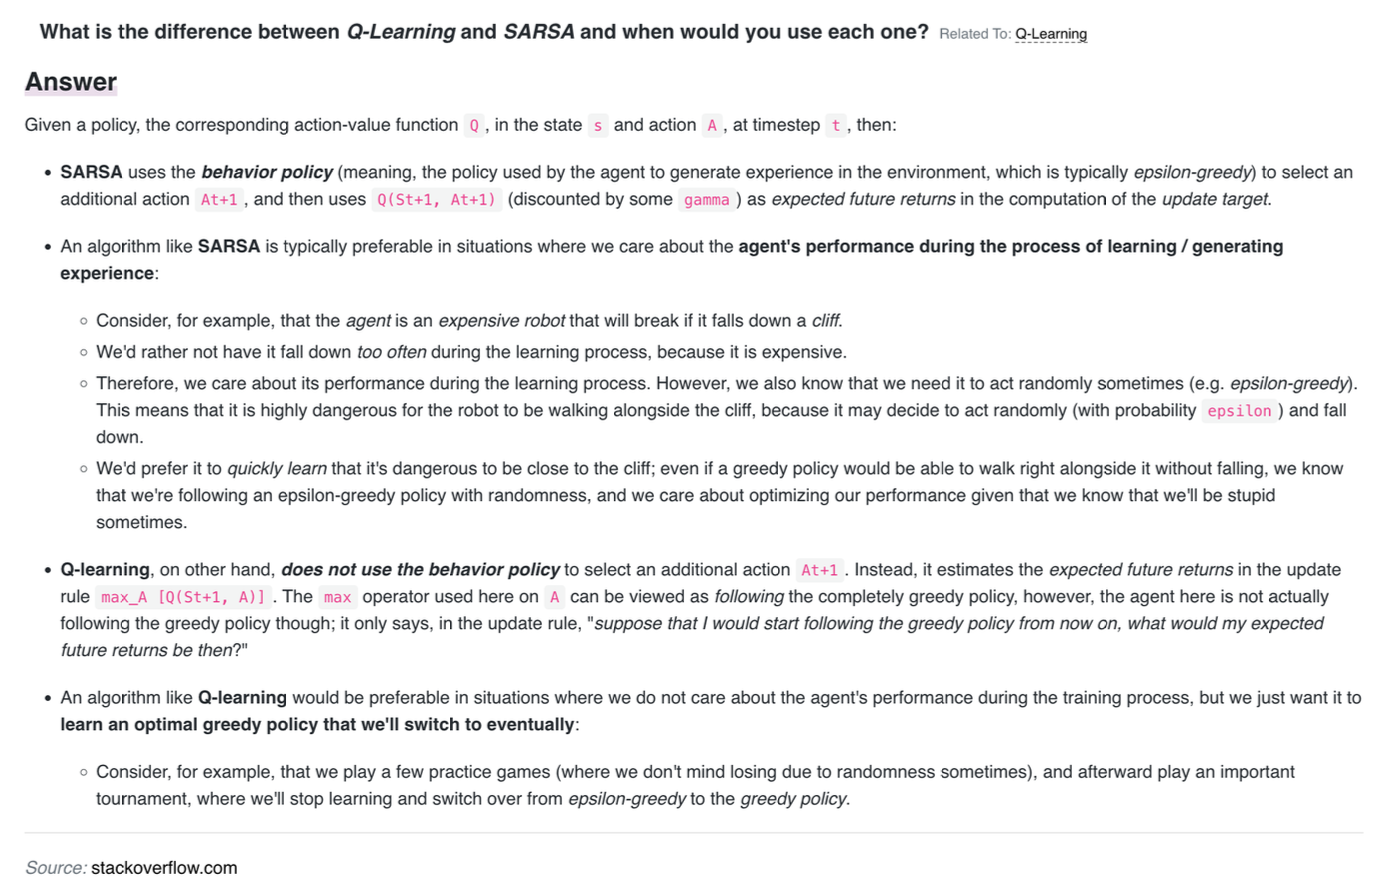 What is the difference between Q-Learning and SARSA and when would you use each one? Related To: Q-Learning
Answer
Given a policy, the corresponding action-value function Q , in the state s and action A , at timestep t , then:
• SARSA uses the behavior policy (meaning, the policy used by the agent to generate experience in the environment, which is typically epsilon-greedy) to select an
additional action At+1 , and then uses Q(St+1, At+1) (discounted by some gamma ) as expected future returns in the computation of the update target.
• An algorithm like SARSA is typically preferable in situations where we care about the agent's performance during the process of learning / generating
experience:
◦ Consider, for example, that the agent is an expensive robot that will break if it falls down a cliff.
◦ We'd rather not have it fall down too often during the learning process, because it is expensive.
◦ Therefore, we care about its performance during the learning process. However, we also know that we need it to act randomly sometimes (e.g. epsilon-greedy).
This means that it is highly dangerous for the robot to be walking alongside the cliff, because it may decide to act randomly (with probability epsilon ) and fall
down.
◦ We'd prefer it to quickly learn that it's dangerous to be close to the cliff; even if a greedy policy would be able to walk right alongside it without falling, we know
that we're following an epsilon-greedy policy with randomness, and we care about optimizing our performance given that we know that we'll be stupid
sometimes.
• Q-learning, on other hand, does not use the behavior policy to select an additional action At+1 . Instead, it estimates the expected future returns in the update
rule max_A [Q(St+1, A)] . The max operator used here on A can be viewed as following the completely greedy policy, however, the agent here is not actually
following the greedy policy though; it only says, in the update rule, "suppose that I would start following the greedy policy from now on, what would my expected
future returns be then?"
• An algorithm like Q-learning would be preferable in situations where we do not care about the agent's performance during the training process, but we just want it to
learn an optimal greedy policy that we'll switch to eventually:
◦ Consider, for example, that we play a few practice games (where we don't mind losing due to randomness sometimes), and afterward play an important
tournament, where we'll stop learning and switch over from epsilon-greedy to the greedy policy.
Source: stackoverflow.com